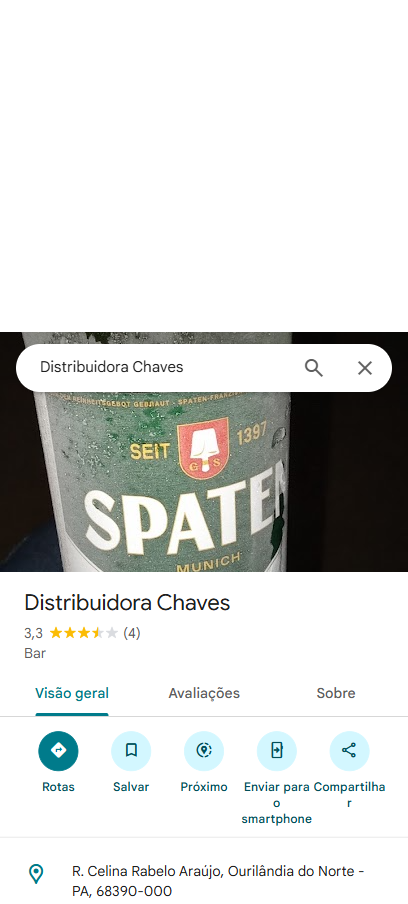 Distribuidora Chaves
SEIT 1397
G S
SPATEN
MUNICH
Distribuidora Chaves
3,3 (4)
Bar
Visão geral Avaliações Sobre
Rotas Salvar Próximo Enviar para o smartphone Compartilhar
R. Celina Rabelo Araújo, Ourilândia do Norte -
PA, 68390-000